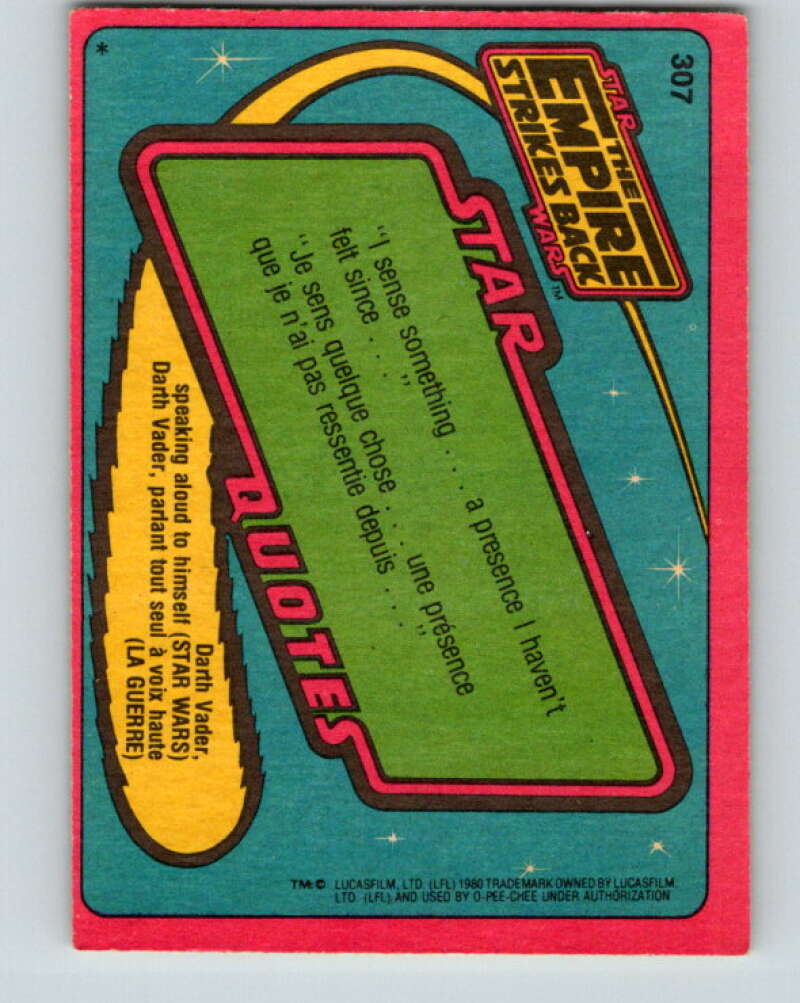 307
STAR
THE
EMPIRE
STRIKES BACK
WARS™
STAR
QUOTES
“I sense something . . . . a presence I haven't
felt since . . . .”
“Je sens quelque chose . . . une présence
que je n'ai pas ressentie depuis . . .”
Darth Vader,
speaking aloud to himself (STAR WARS)
Darth Vader, parlant tout seul à voix haute
(LA GUERRE)
*
TM: © LUCASFILM, LTD. (LFL) 1980 TRADEMARK OWNED BY LUCASFILM,
LTD. (LFL) AND USED BY O-PEE-CHEE UNDER AUTHORIZATION